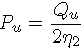 P_u = \frac{Q_u}{2\eta_2}